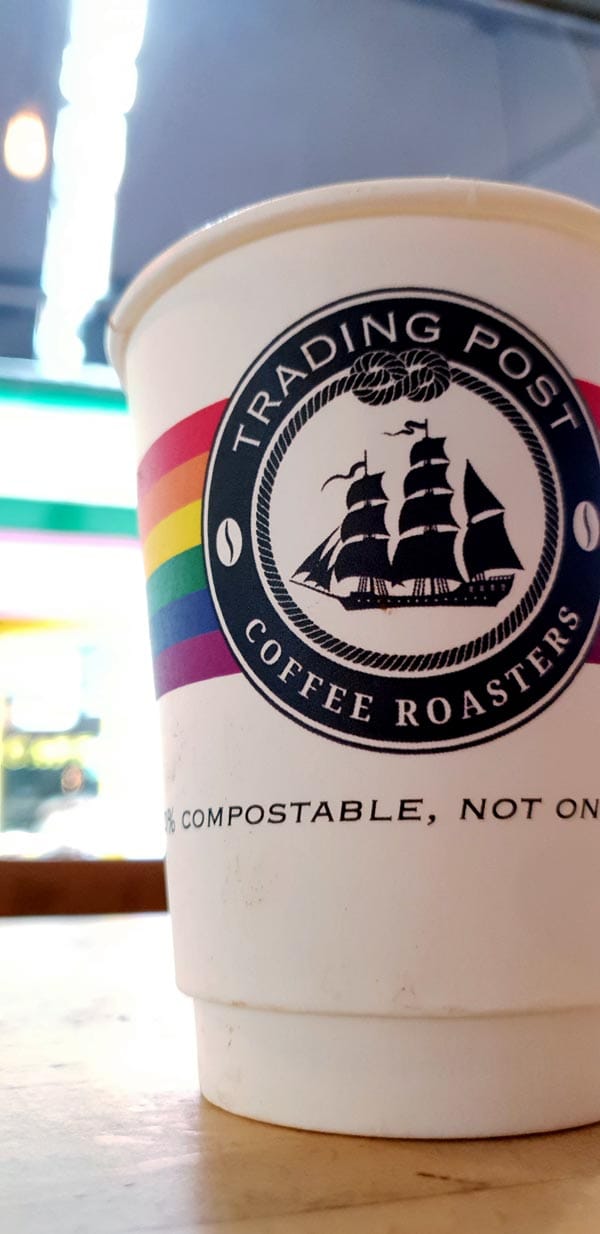 TRADING POST
COFFEE ROASTERS
% COMPOSTABLE, NOT ON